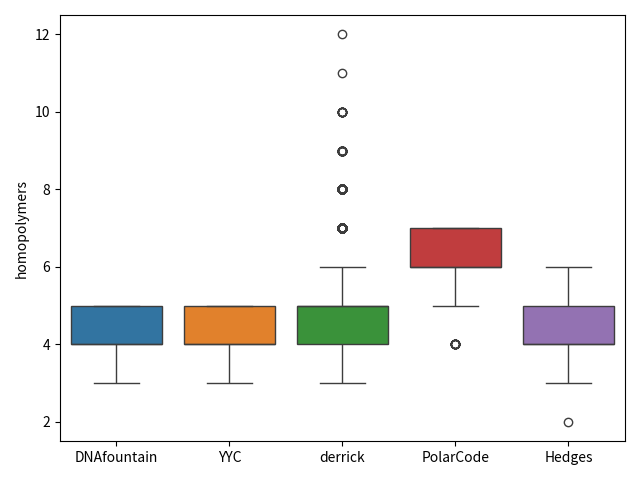 homopolymers
12
10
8
6
4
2
DNAfountain
YYC
derrick
PolarCode
Hedges